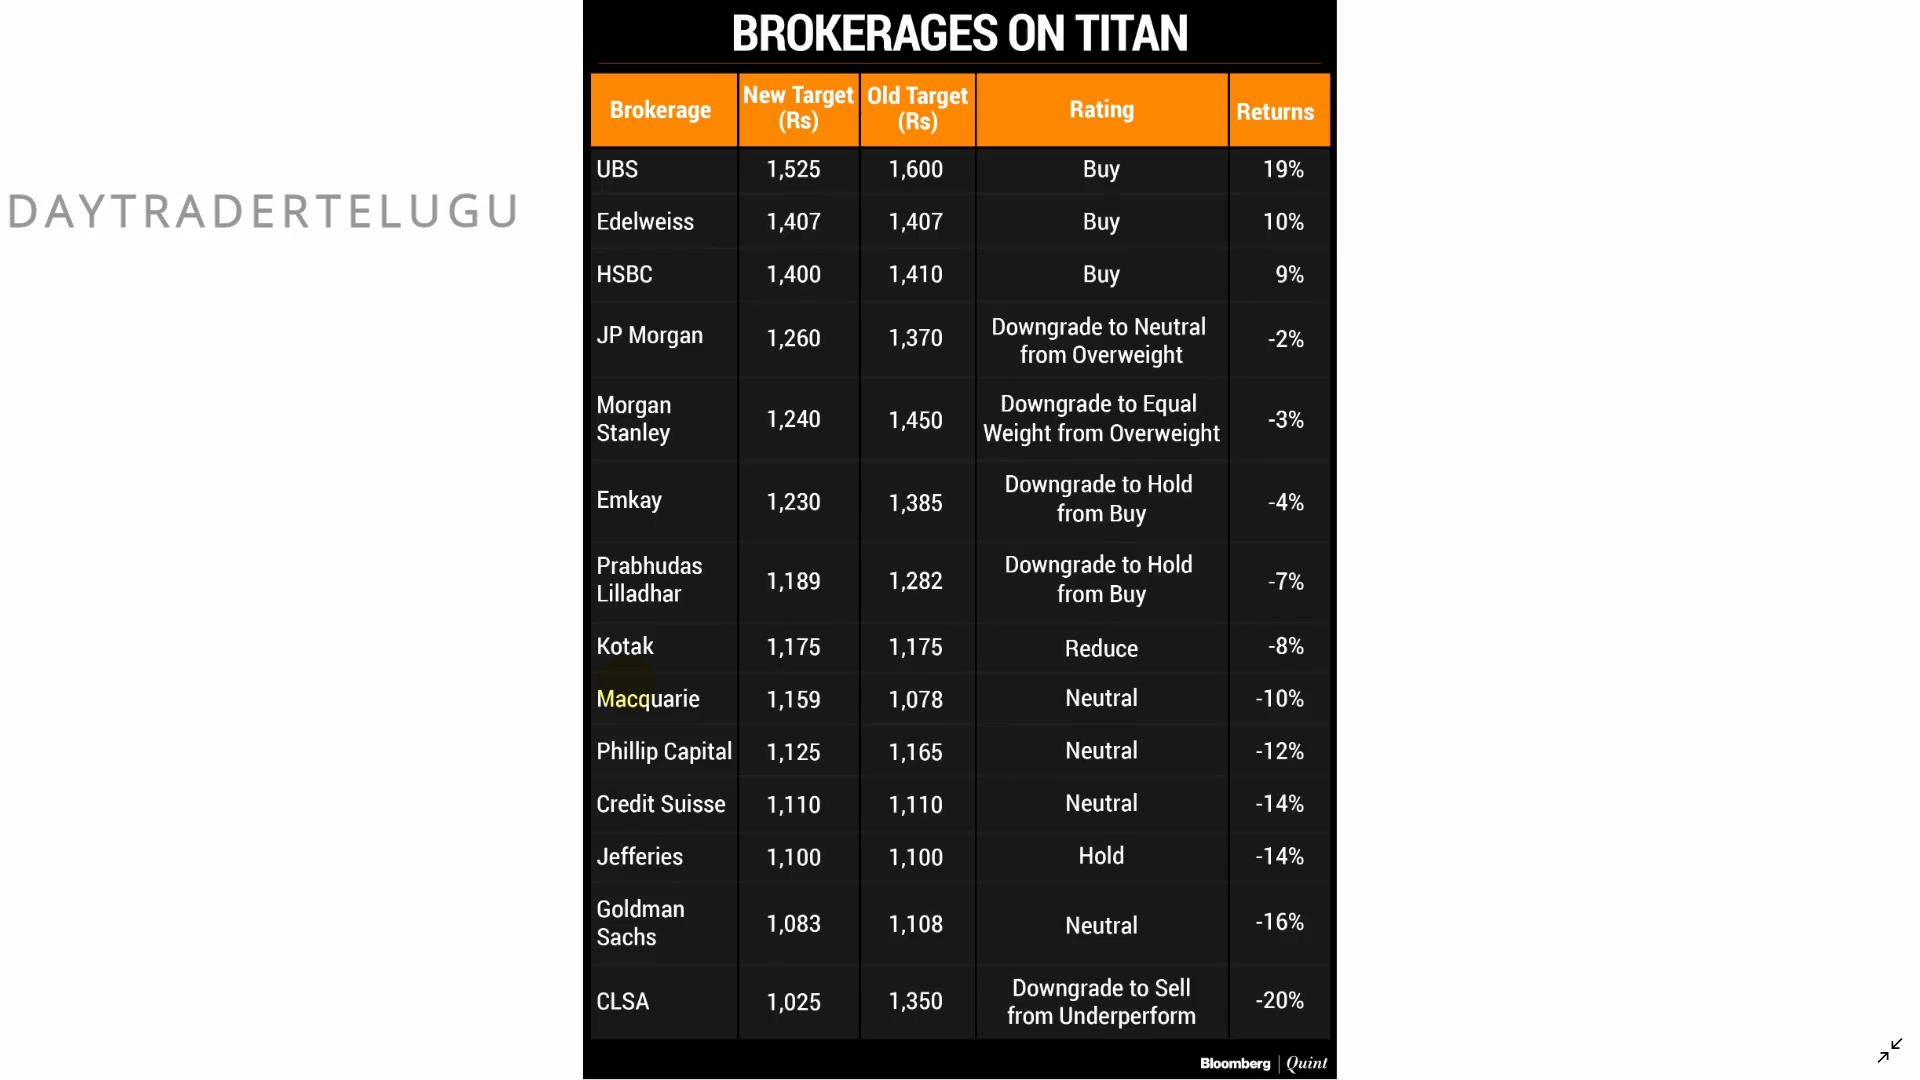 BROKERAGES ON TITAN
Brokerage New Target (Rs) Old Target (Rs) Rating Returns
DAYTRADERTELUGU
UBS 1,525 1,600 Buy 19%
Edelweiss 1,407 1,407 Buy 10%
HSBC 1,400 1,410 Buy 9%
JP Morgan 1,260 1,370 Downgrade to Neutral from Overweight -2%
Morgan Stanley 1,240 1,450 Downgrade to Equal Weight from Overweight -3%
Emkay 1,230 1,385 Downgrade to Hold from Buy -4%
Prabhudas Lilladhar 1,189 1,282 Downgrade to Hold from Buy -7%
Kotak 1,175 1,175 Reduce -8%
Macquarie 1,159 1,078 Neutral -10%
Phillip Capital 1,125 1,165 Neutral -12%
Credit Suisse 1,110 1,110 Neutral -14%
Jefferies 1,100 1,100 Hold -14%
Goldman Sachs 1,083 1,108 Neutral -16%
CLSA 1,025 1,350 Downgrade to Sell from Underperform -20%
Bloomberg | Quint